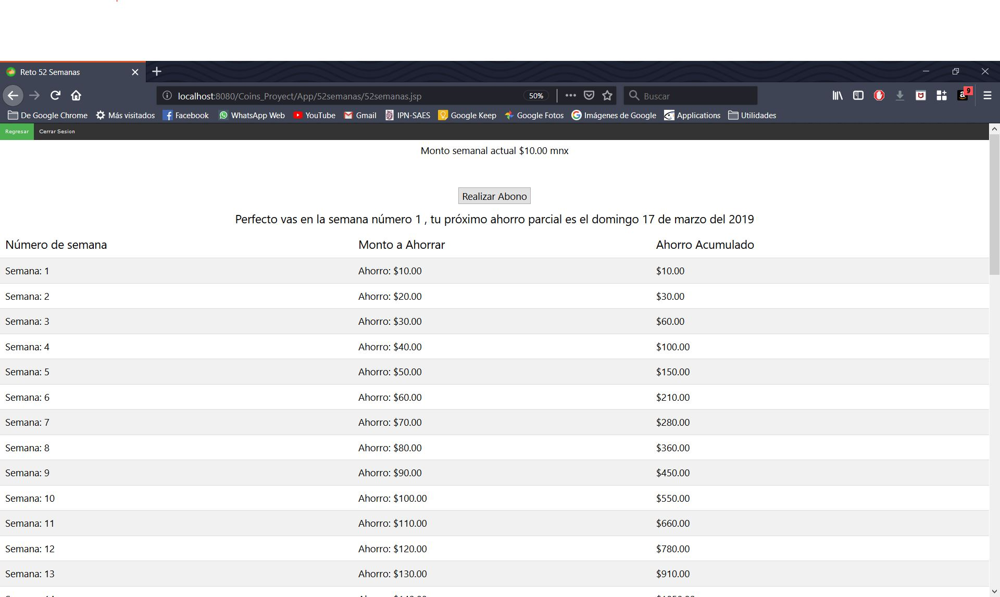 Reto 52 Semanas
localhost:8080/Coins_Proyect/App/52semanas/52semanas.jsp 50% Buscar 9
De Google Chrome Más visitados Facebook WhatsApp Web YouTube Gmail IPN-SAES Google Keep Google Fotos Imágenes de Google Applications Utilidades
Regresar Cerrar Sesion
Monto semanal actual $10.00 mnx
Realizar Abono
Perfecto vas en la semana número 1 , tu próximo ahorro parcial es el domingo 17 de marzo del 2019
Número de semana Monto a Ahorrar Ahorro Acumulado
Semana: 1 Ahorro: $10.00 $10.00
Semana: 2 Ahorro: $20.00 $30.00
Semana: 3 Ahorro: $30.00 $60.00
Semana: 4 Ahorro: $40.00 $100.00
Semana: 5 Ahorro: $50.00 $150.00
Semana: 6 Ahorro: $60.00 $210.00
Semana: 7 Ahorro: $70.00 $280.00
Semana: 8 Ahorro: $80.00 $360.00
Semana: 9 Ahorro: $90.00 $450.00
Semana: 10 Ahorro: $100.00 $550.00
Semana: 11 Ahorro: $110.00 $660.00
Semana: 12 Ahorro: $120.00 $780.00
Semana: 13 Ahorro: $130.00 $910.00